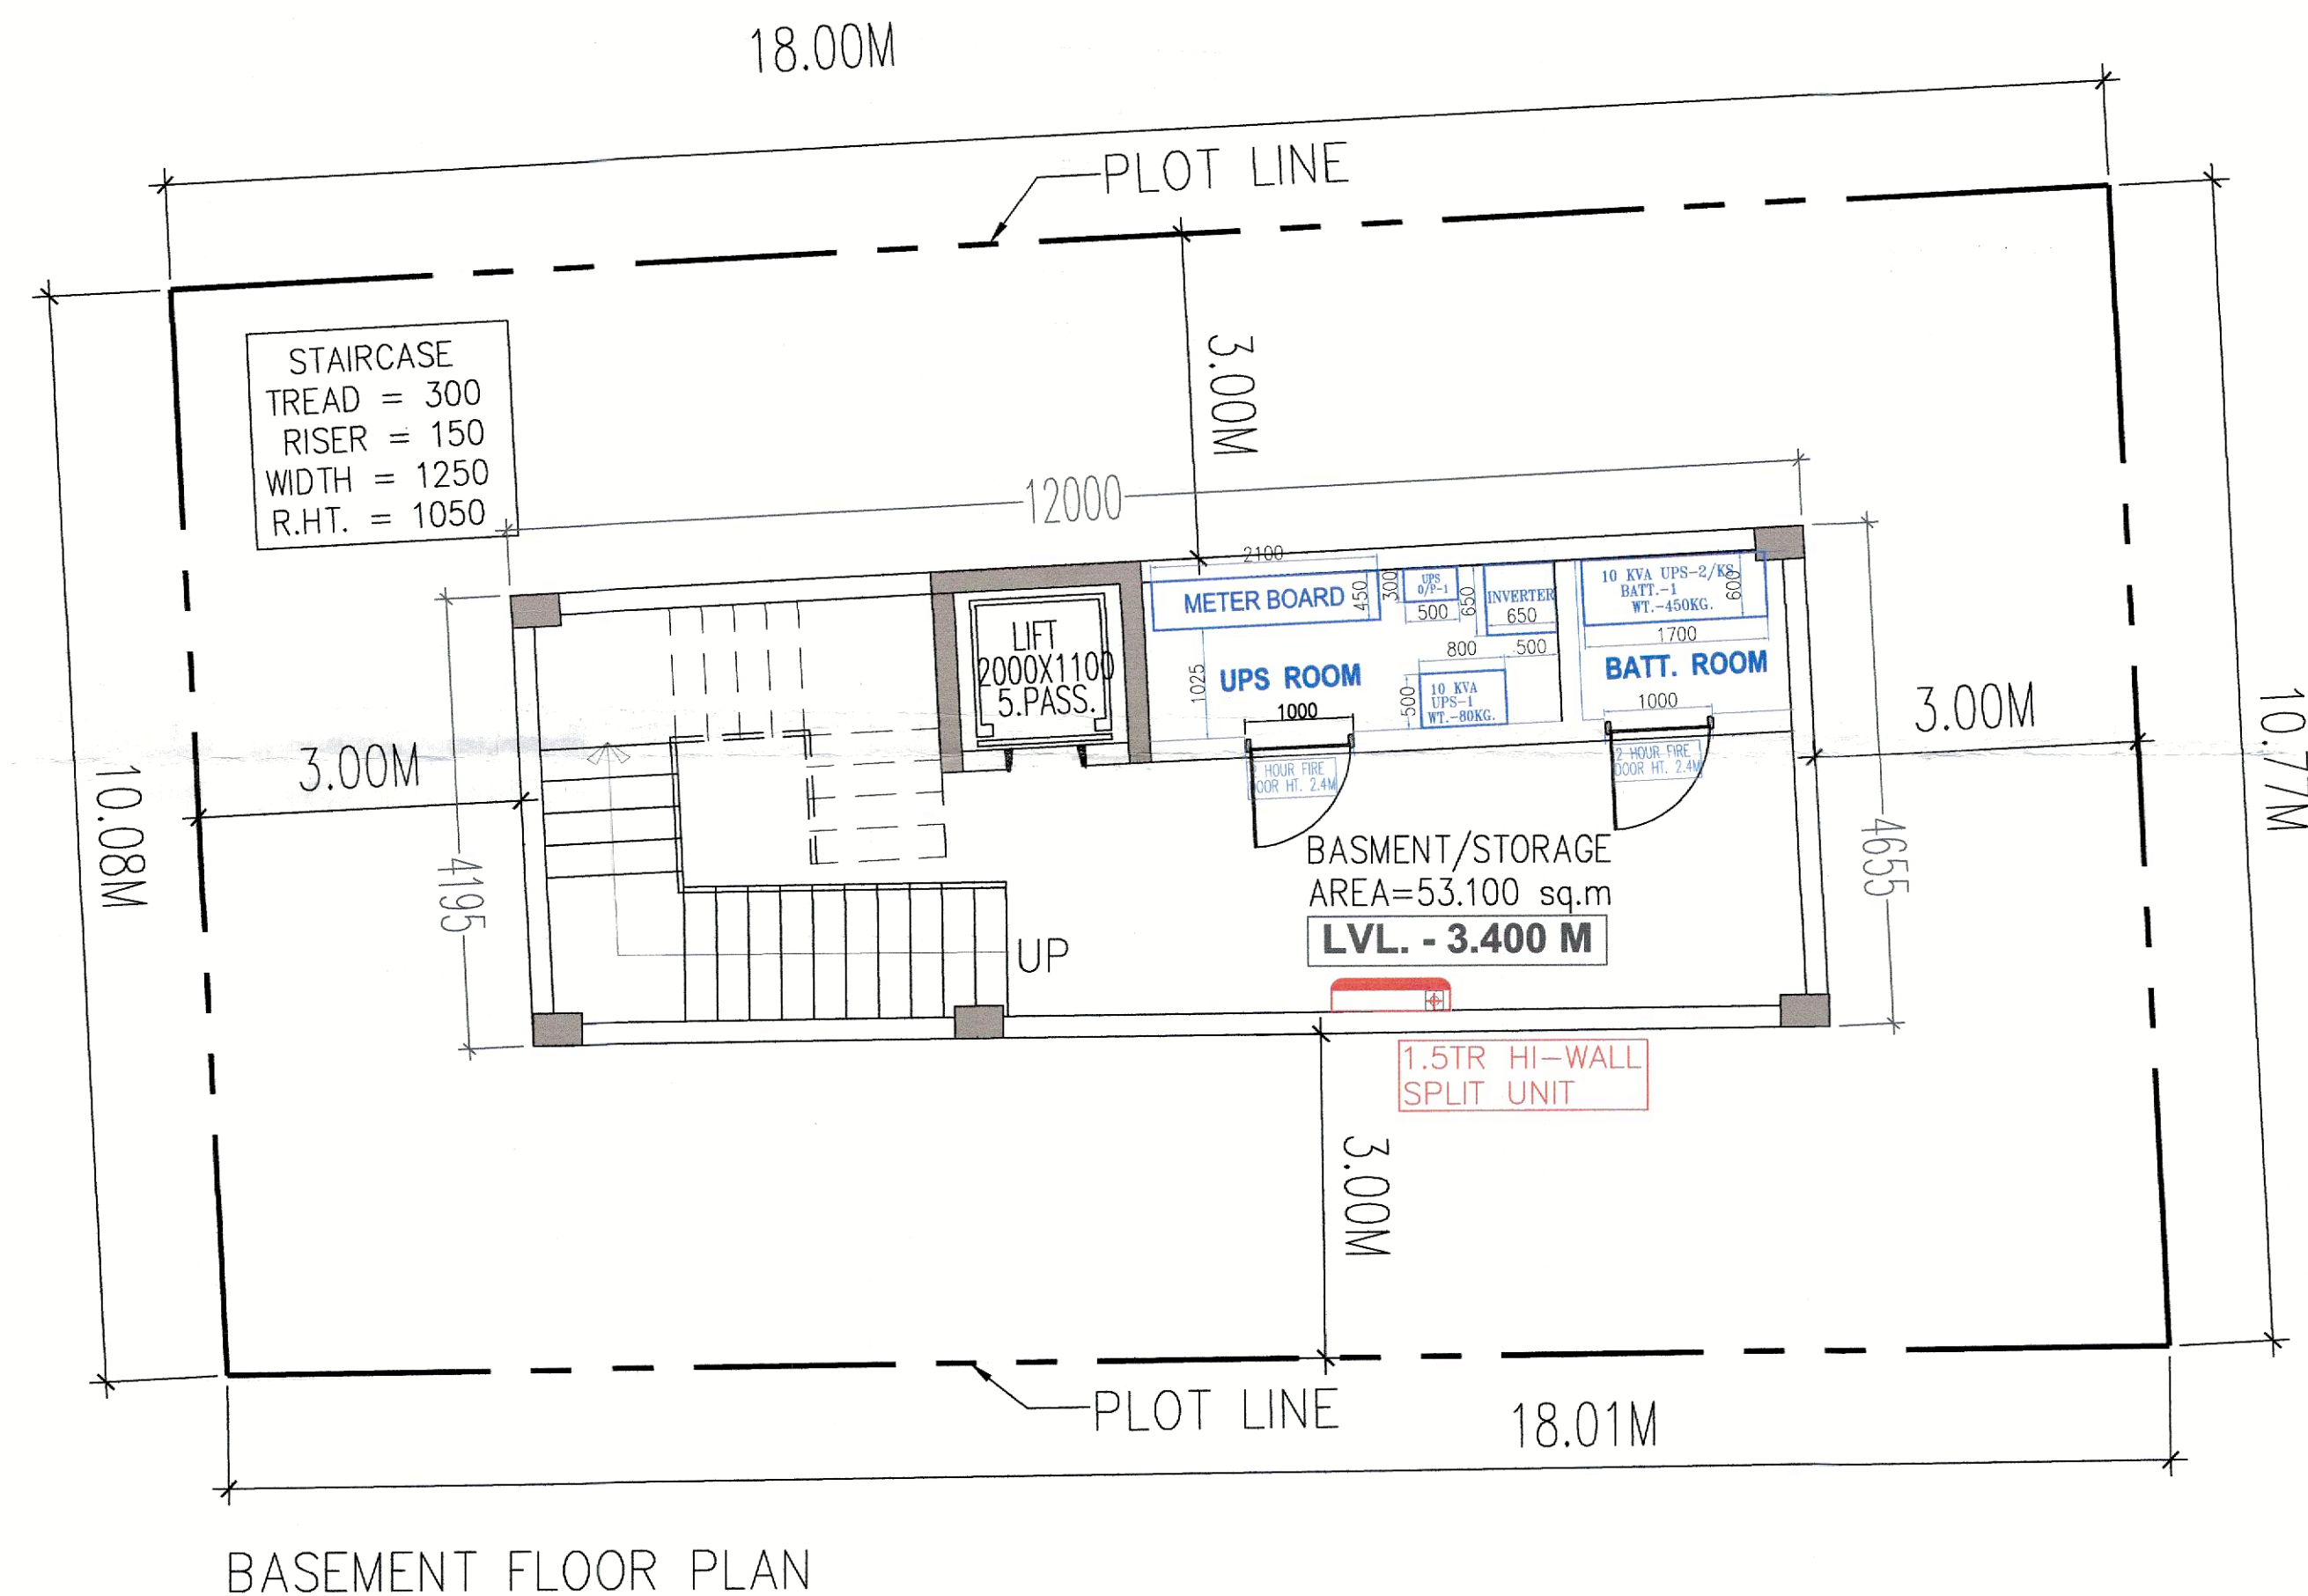 18.00M
PLOT LINE
STAIRCASE
TREAD = 300
RISER = 150
WIDTH = 1250
R.HT. = 1050
3.00M
12000
2100
METER BOARD
450
300
UPS
O/P-1
500
650
INVERTER
650
10 KVA UPS-2/KS
BATT.-1
WT.-450KG.
600
1700
LIFT
2000X1100
5.PASS.
1025
UPS ROOM
800
500
500
10 KVA
UPS-1
WT.-80KG.
BATT. ROOM
1000
1000
3.00M
3.00M
10.08M
10.77M
4195
4655
HOUR FIRE
OOR HT. 2.4M
2 HOUR FIRE
DOOR HT. 2.4M
BASMENT/STORAGE
AREA=53.100 sq.m
LVL. - 3.400 M
UP
1.5TR HI-WALL
SPLIT UNIT
3.00M
PLOT LINE
18.01M
BASEMENT FLOOR PLAN